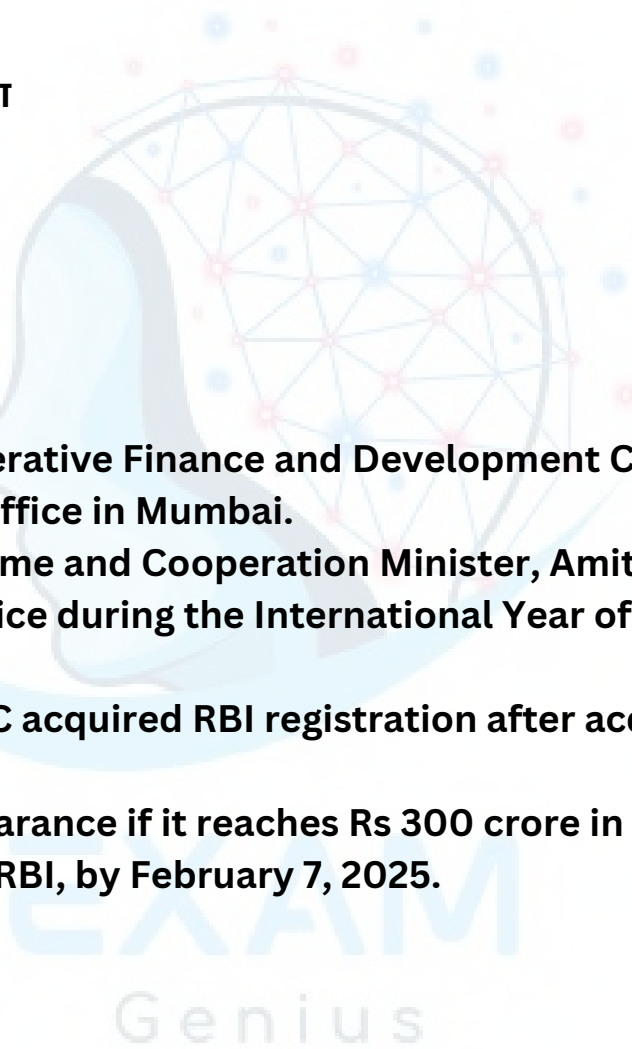 T
erative Finance and Development C
ffice in Mumbai.
me and Cooperation Minister, Amit
ice during the International Year of
C acquired RBI registration after acc
arance if it reaches Rs 300 crore in
RBI, by February 7, 2025.
EXAM
Genius